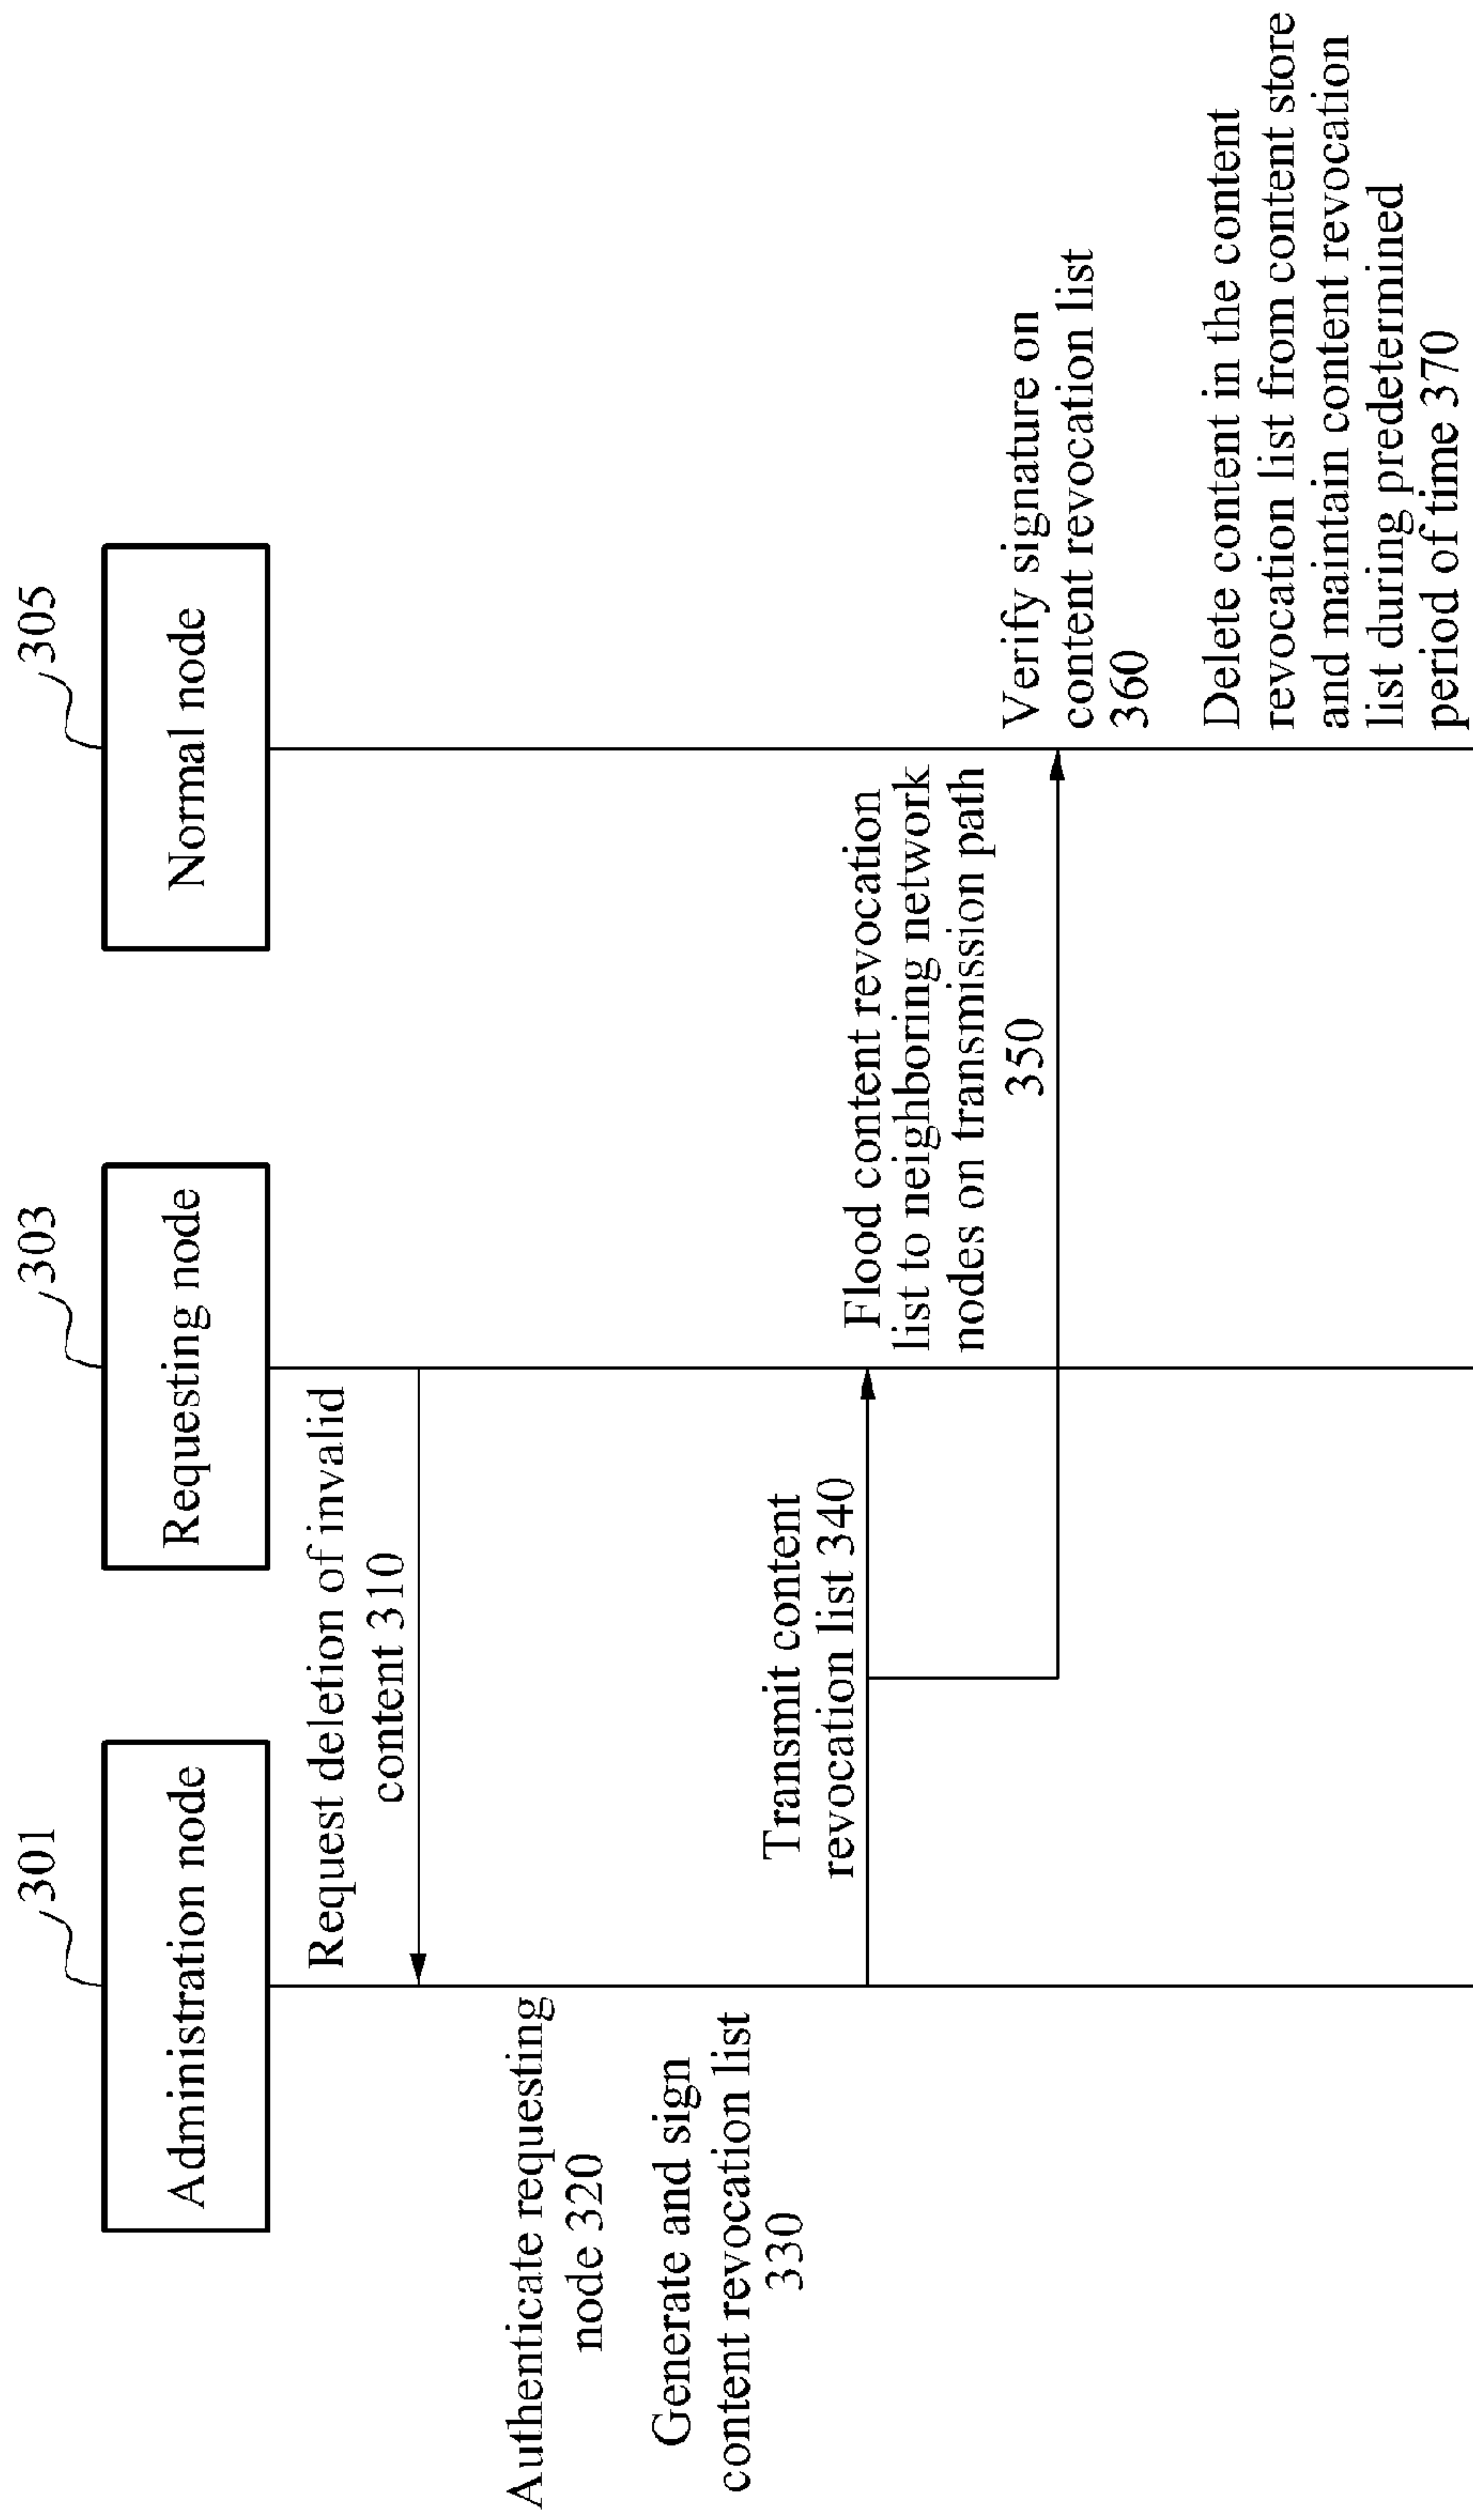 301
303
305
Administration node
Requesting node
Normal node
Request deletion of invalid
content 310
Authenticate requesting
node 320
Generate and sign
content revocation list
330
Transmit content
revocation list 340
Flood content revocation
list to neighboring network
nodes on transmission path
350
Verify signature on
content revocation list
360
Delete content in the content
revocation list from content store
and maintain content revocation
list during predetermined
period of time 370